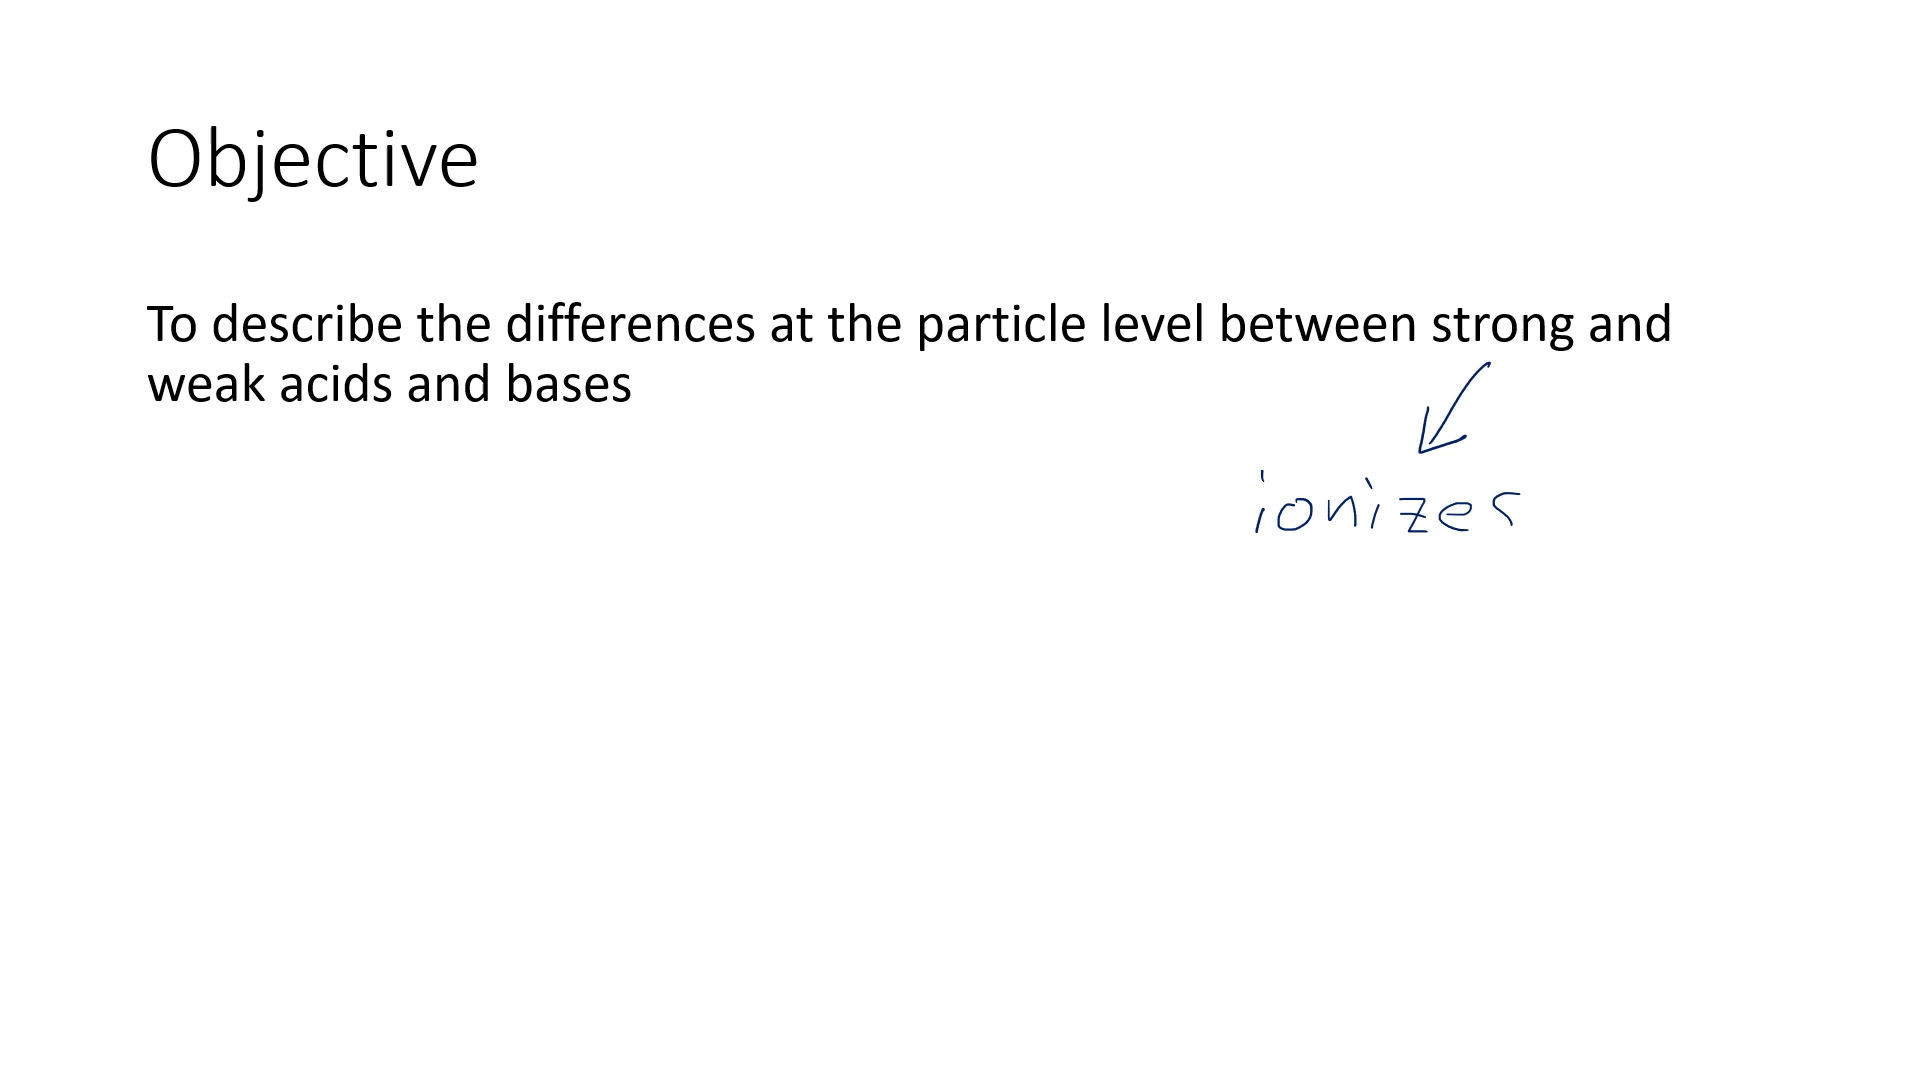 Objective
To describe the differences at the particle level between strong and
weak acids and bases
ionizes